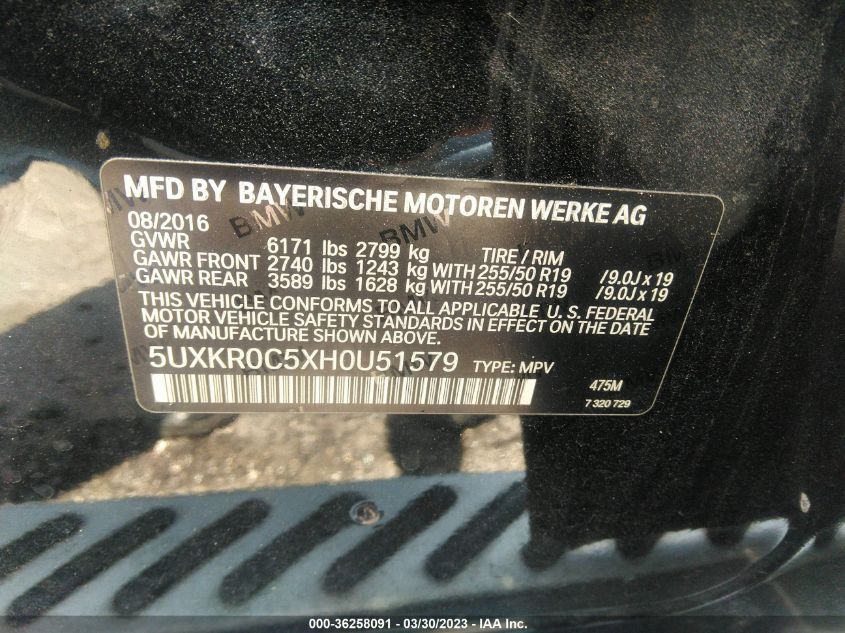 MFD BY BAYERISCHE MOTOREN WERKE AG
08/2016
GVWR 6171 lbs 2799 kg TIRE / RIM
GAWR FRONT 2740 lbs 1243 kg WITH 255/50 R19 /9.0J x 19
GAWR REAR 3589 lbs 1628 kg WITH 255/50 R19 /9.0J x 19
THIS VEHICLE CONFORMS TO ALL APPLICABLE U. S. FEDERAL
MOTOR VEHICLE SAFETY STANDARDS IN EFFECT ON THE DATE
OF MANUFACTURE SHOWN ABOVE.
5UXKR0C5XH0U51579 TYPE: MPV
475M
7 320 729
000-36258091 - 03/30/2023 - IAA Inc.